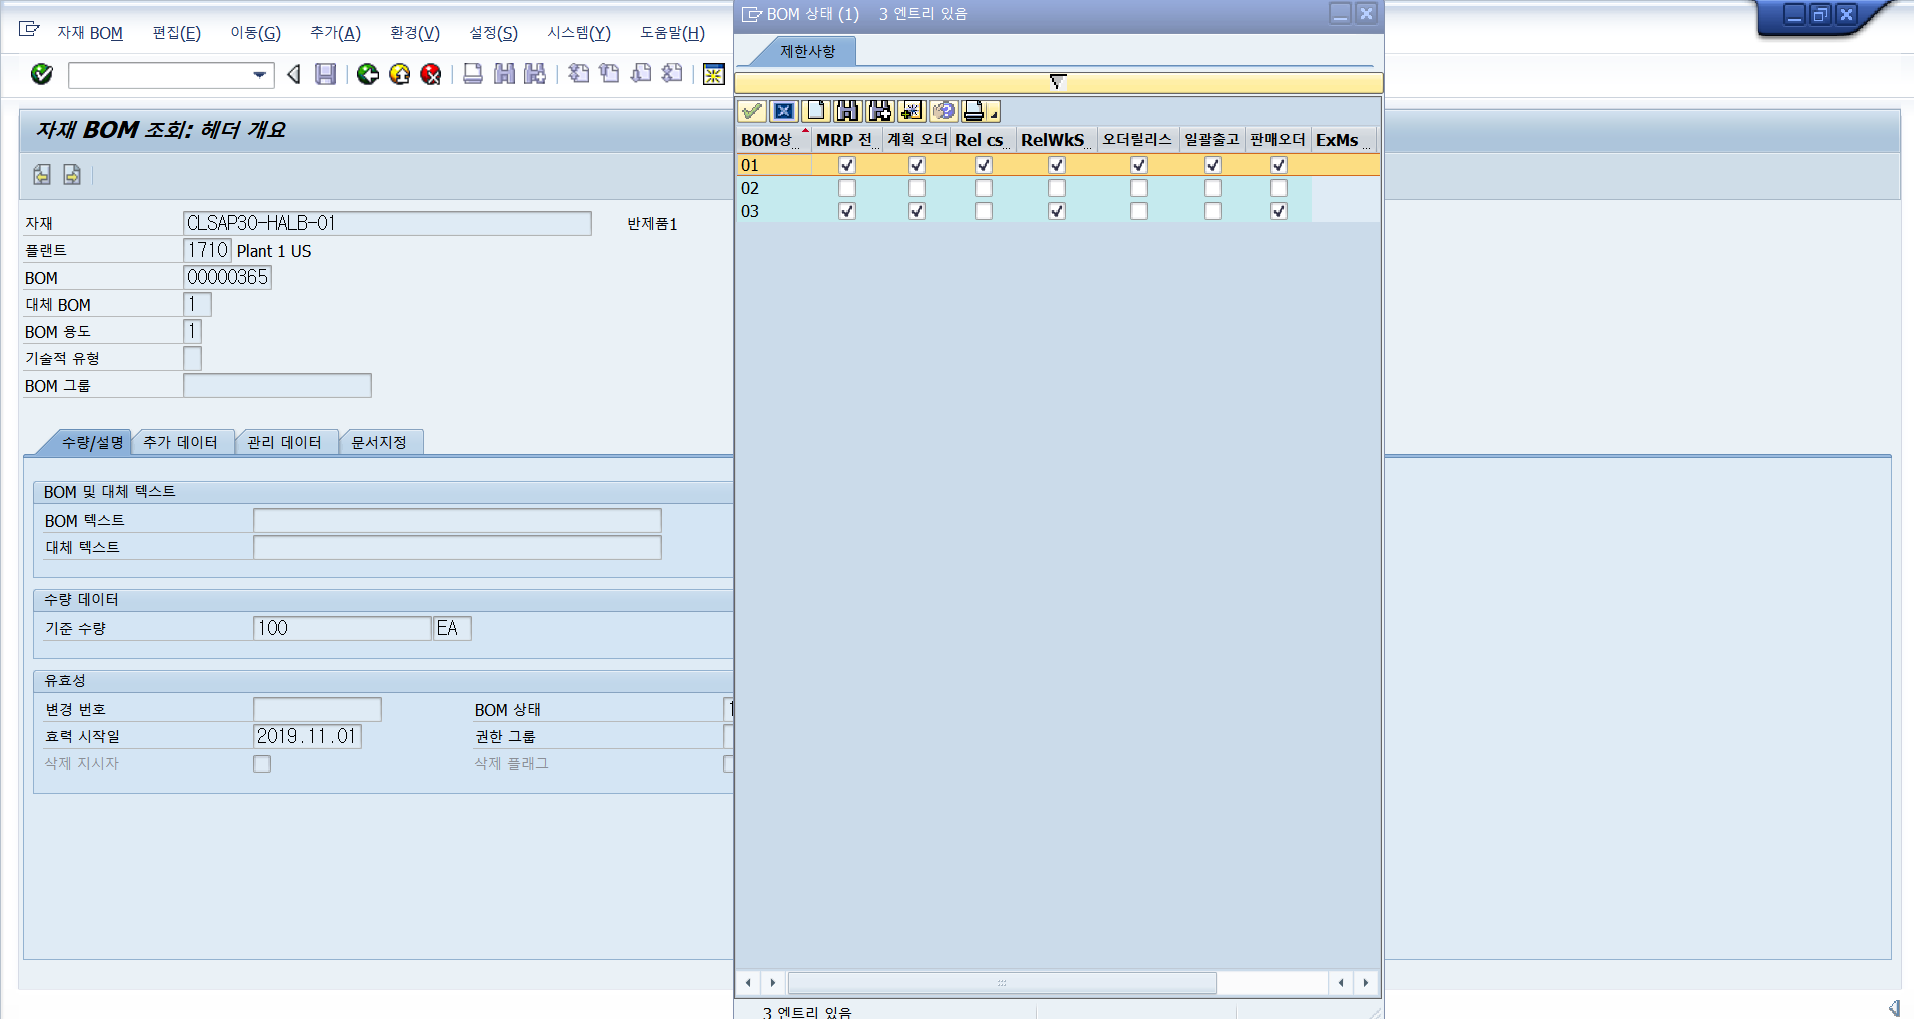 자재 BOM 편집(E) 이동(G) 추가(A) 환경(V) 설정(S) 시스템(Y) 도움말(H)
자재 BOM 조회: 헤더 개요
자재 CLSAP30-HALB-01 반제품1
플랜트 1710 Plant 1 US
BOM 00000365
대체 BOM 1
BOM 용도 1
기술적 유형
BOM 그룹
수량/설명 추가 데이터 관리 데이터 문서지정
BOM 및 대체 텍스트
BOM 텍스트
대체 텍스트
수량 데이터
기준 수량 100 EA
유효성
변경 번호 BOM 상태 1
효력 시작일 2019.11.01 권한 그룹
삭제 지시자 삭제 플래그
BOM 상태 (1) 3 엔트리 있음
제한사항
BOM상... MRP 전... 계획 오더 Rel cs... RelWkS... 오더릴리스 일괄출고 판매오더 ExMs ...
01
02
03
3 엔트리 있음